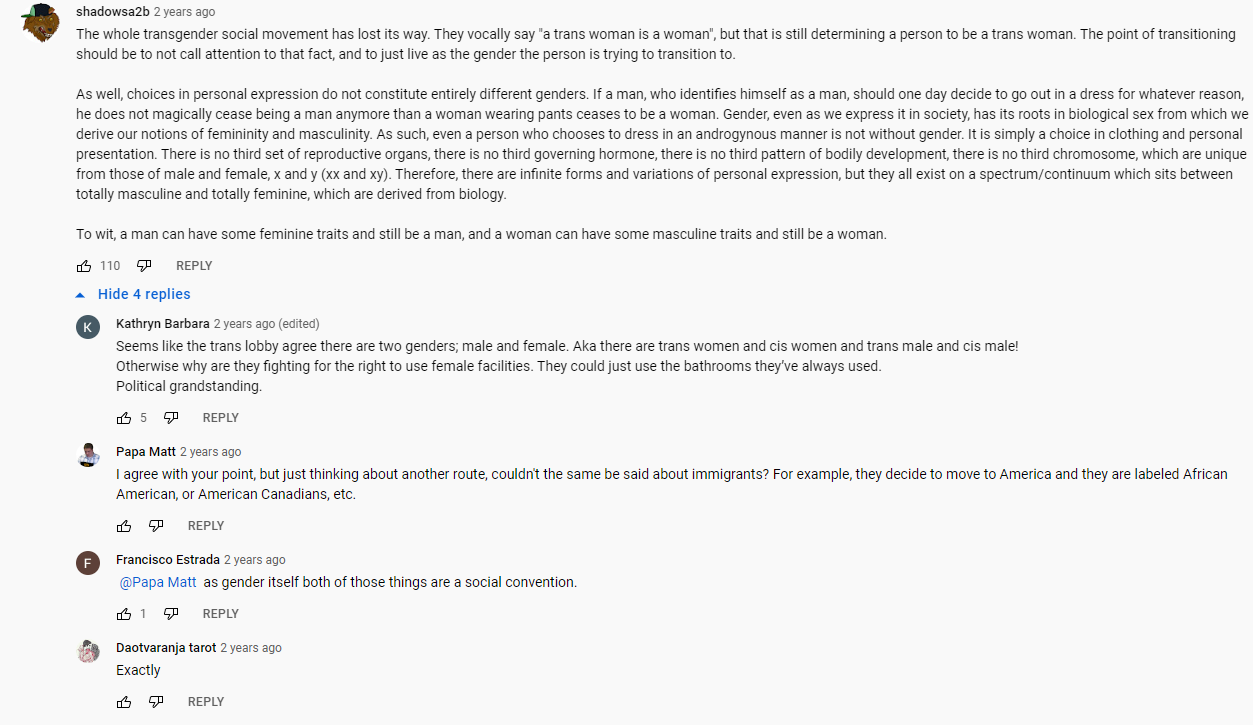 shadowsa2b 2 years ago
The whole transgender social movement has lost its way. They vocally say "a trans woman is a woman", but that is still determining a person to be a trans woman. The point of transitioning
should be to not call attention to that fact, and to just live as the gender the person is trying to transition to.
As well, choices in personal expression do not constitute entirely different genders. If a man, who identifies himself as a man, should one day decide to go out in a dress for whatever reason,
he does not magically cease being a man anymore than a woman wearing pants ceases to be a woman. Gender, even as we express it in society, has its roots in biological sex from which we
derive our notions of femininity and masculinity. As such, even a person who chooses to dress in an androgynous manner is not without gender. It is simply a choice in clothing and personal
presentation. There is no third set of reproductive organs, there is no third governing hormone, there is no third pattern of bodily development, there is no third chromosome, which are unique
from those of male and female, x and y (xx and xy). Therefore, there are infinite forms and variations of personal expression, but they all exist on a spectrum/continuum which sits between
totally masculine and totally feminine, which are derived from biology.
To wit, a man can have some feminine traits and still be a man, and a woman can have some masculine traits and still be a woman.
110 REPLY
Hide 4 replies
K
Kathryn Barbara 2 years ago (edited)
Seems like the trans lobby agree there are two genders; male and female. Aka there are trans women and cis women and trans male and cis male!
Otherwise why are they fighting for the right to use female facilities. They could just use the bathrooms they've always used.
Political grandstanding.
5 REPLY
Papa Matt 2 years ago
I agree with your point, but just thinking about another route, couldn't the same be said about immigrants? For example, they decide to move to America and they are labeled African
American, or American Canadians, etc.
REPLY
F
Francisco Estrada 2 years ago
@Papa Matt as gender itself both of those things are a social convention.
1 REPLY
Daotvaranja tarot 2 years ago
Exactly
REPLY